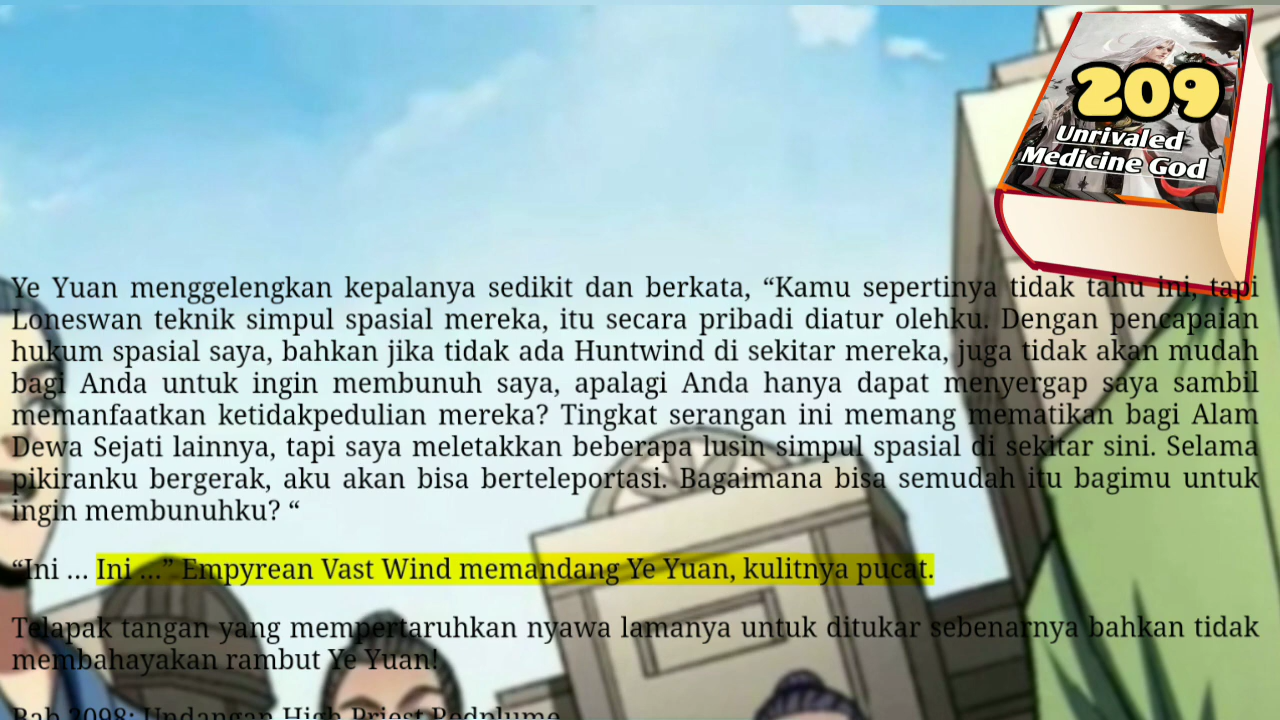 209
Unrivaled
Medicine God
Ye Yuan menggelengkan kepalanya sedikit dan berkata, “Kamu sepertinya tidak tahu ini, tapi
Loneswan teknik simpul spasial mereka, itu secara pribadi diatur olehku. Dengan pencapaian
hukum spasial saya, bahkan jika tidak ada Huntwind di sekitar mereka, juga tidak akan mudah
bagi Anda untuk ingin membunuh saya, apalagi Anda hanya dapat menyergap saya sambil
memanfaatkan ketidakpedulian mereka? Tingkat serangan ini memang mematikan bagi Alam
Dewa Sejati lainnya, tapi saya meletakkan beberapa lusin simpul spasial di sekitar sini. Selama
pikiranku bergerak, aku akan bisa berteleportasi. Bagaimana bisa semudah itu bagimu untuk
ingin membunuhku? “
“Ini ... Ini ...” Empyrean Vast Wind memandang Ye Yuan, kulitnya pucat.
Telapak tangan yang mempertaruhkan nyawa lamanya untuk ditukar sebenarnya bahkan tidak
membahayakan rambut Ye Yuan!
Bab 2098: Undangan High Priest Redplume